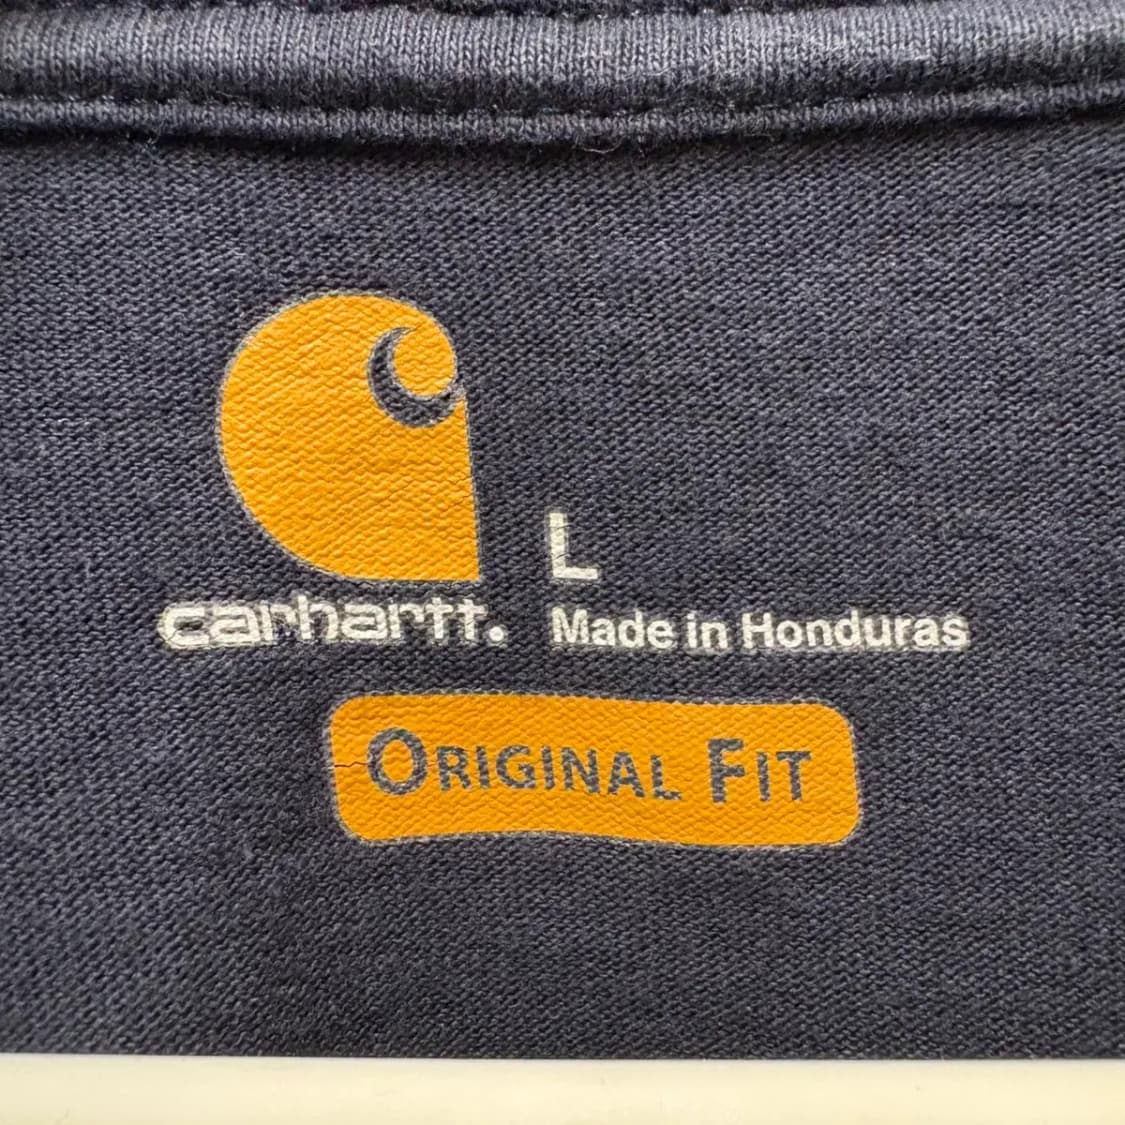 L
carhartt.
Made in Honduras
ORIGINAL FIT